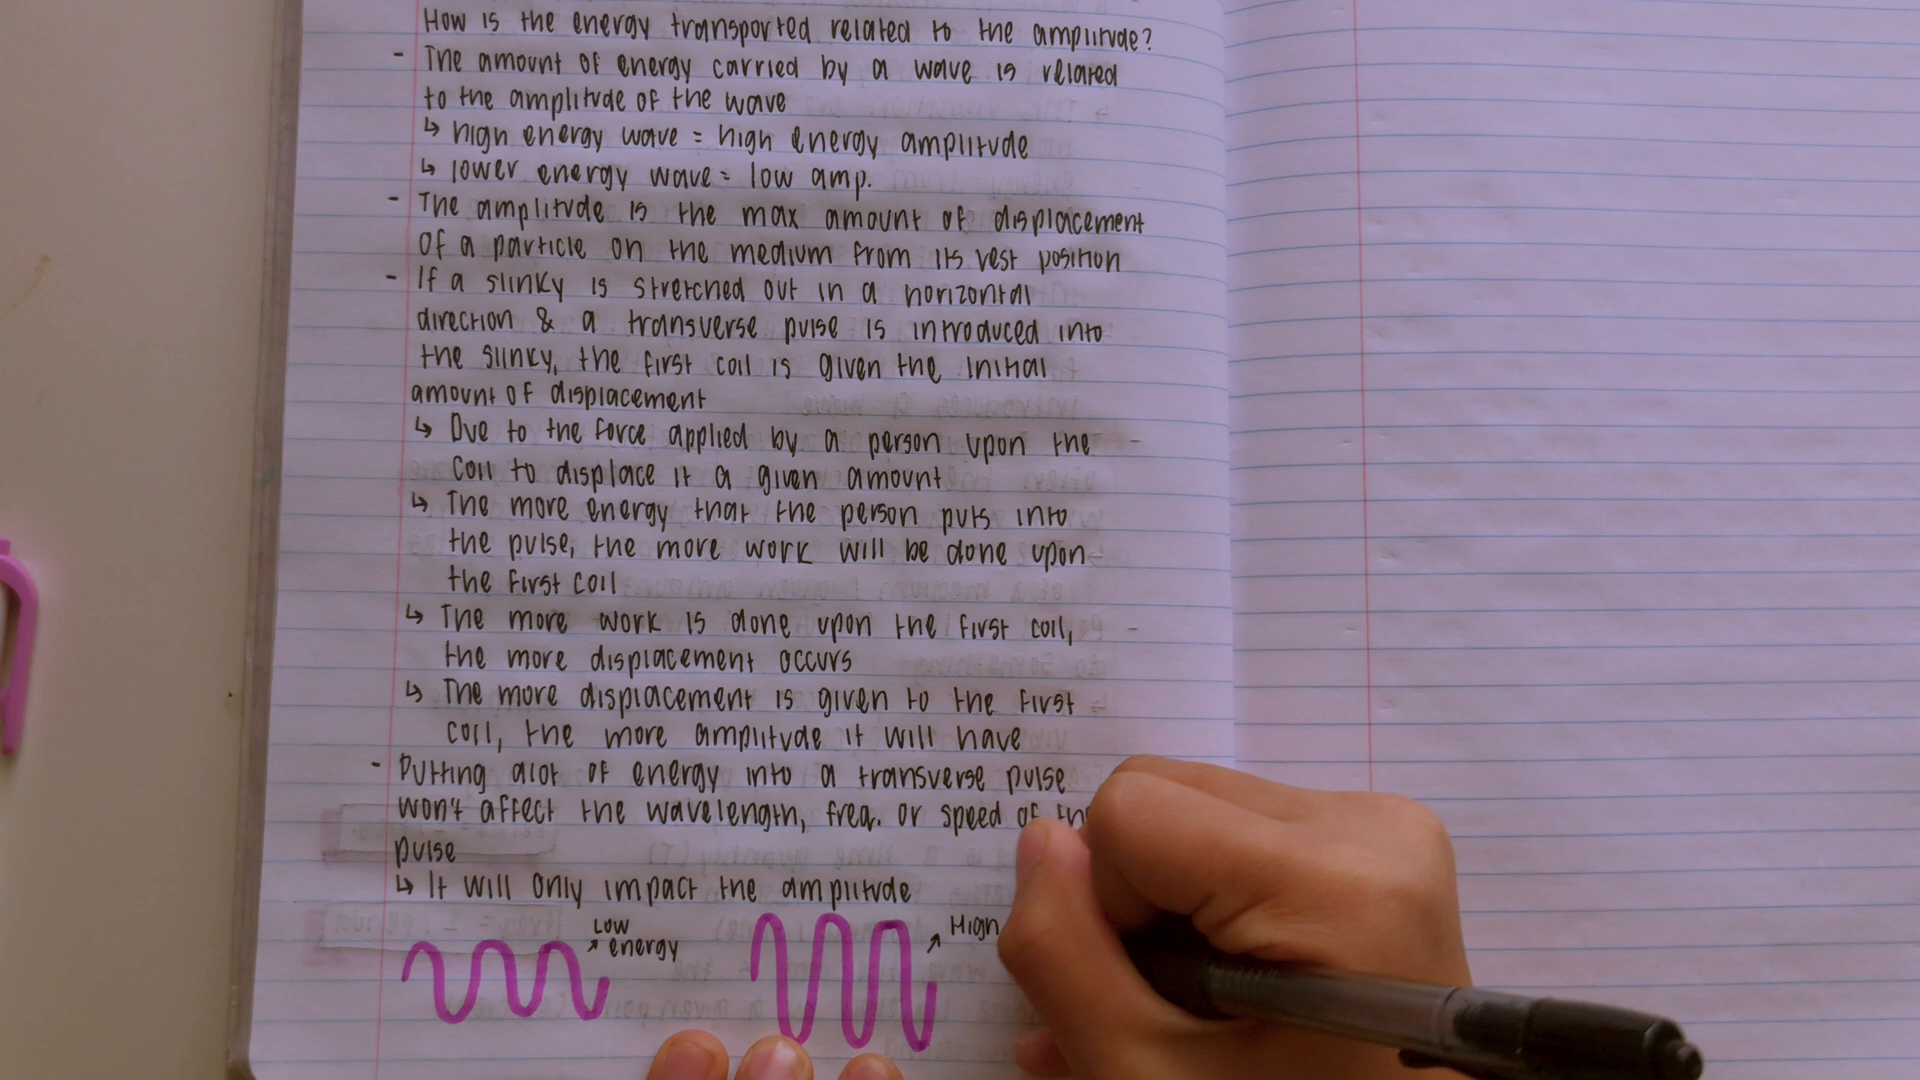 How is the energy transported related to the amplitude?
- The amount of energy carried by a wave is related
to the amplitude of the wave
↳ high energy wave = high energy amplitude
↳ lower energy wave = low amp.
- The amplitude is the max amount of displacement
of a particle on the medium from its rest position
- If a slinky is stretched out in a horizontal
direction & a transverse pulse is introduced into
the slinky, the first coil is given the initial
amount of displacement
↳ Due to the force applied by a person upon the
coil to displace it a given amount
↳ The more energy that the person puts into
the pulse, the more work will be done upon
the first coil
↳ The more work is done upon the first coil,
the more displacement occurs
↳ The more displacement is given to the first
coil, the more amplitude it will have
- Putting alot of energy into a transverse pulse
won't affect the wavelength, freq. or speed of the
pulse
↳ It will only impact the amplitude
Low
energy
High